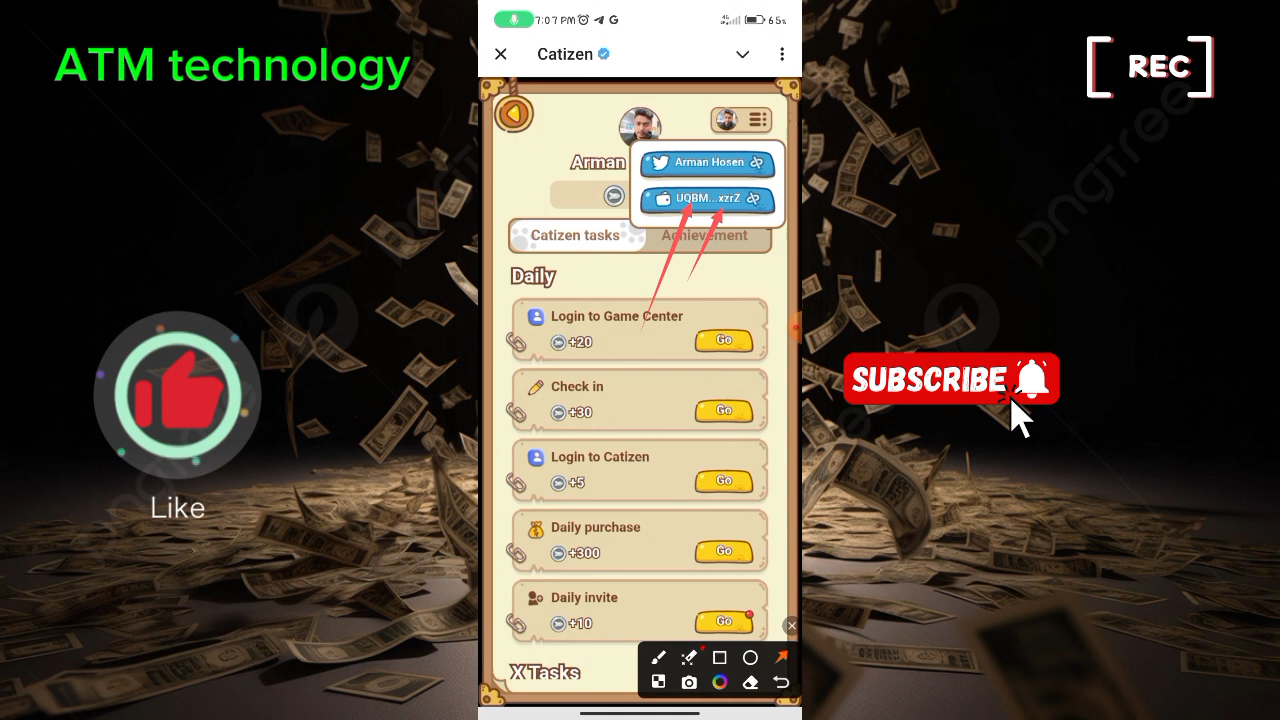 ATM technology
REC
7:07 PM
G
4G
65%
Catizen
Arman
Arman Hosen
UQBM...xzrZ
Catizen tasks
Achievement
Daily
Login to Game Center
+20
Go
Check in
+30
Go
Login to Catizen
+5
Go
Daily purchase
+300
Go
Daily invite
+10
Go
X Tasks
Like
SUBSCRIBE
pngtree